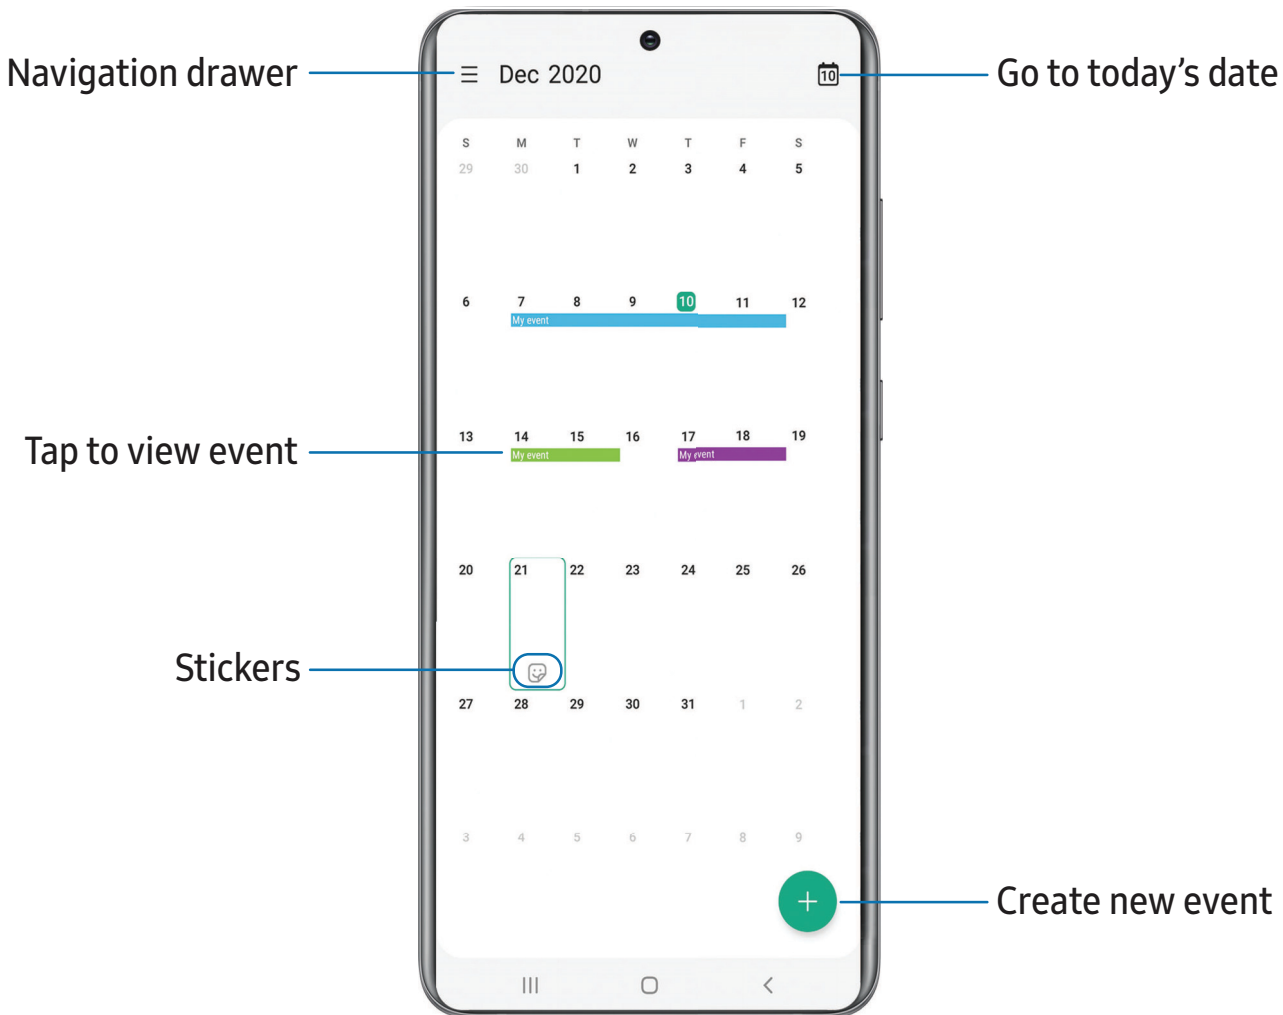 Navigation drawer
Dec 2020
10
Go to today’s date
S M T W T F S
29 30 1 2 3 4 5
6 7 8 9 10 11 12
My event
13 14 15 16 17 18 19
Tap to view event
My event My event
20 21 22 23 24 25 26
Stickers
27 28 29 30 31 1 2
3 4 5 6 7 8 9
Create new event